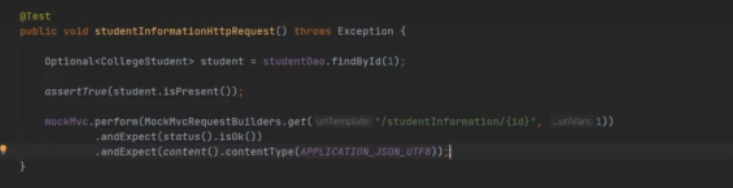 @Test
public void studentInformationHttpRequest() throws Exception {
Optional<CollegeStudent> student = studentDao.findById(1);
assertTrue(student.isPresent());
mockMvc.perform(MockMvcRequestBuilders.get( urlTemplate: "/studentInformation/{id}", ...uriVars: 1))
.andExpect(status().isOk())
.andExpect(content().contentType(APPLICATION_JSON_UTF8));
}